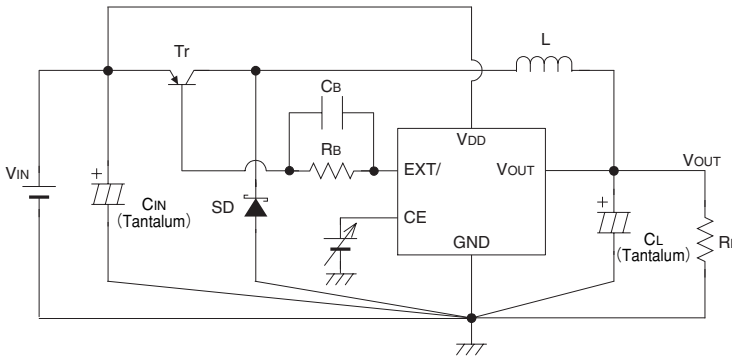 Tr
L
CB
RB
VDD
VIN
+
CIN
(Tantalum)
SD
EXT/
VOUT
VOUT
CE
GND
+
CL
(Tantalum)